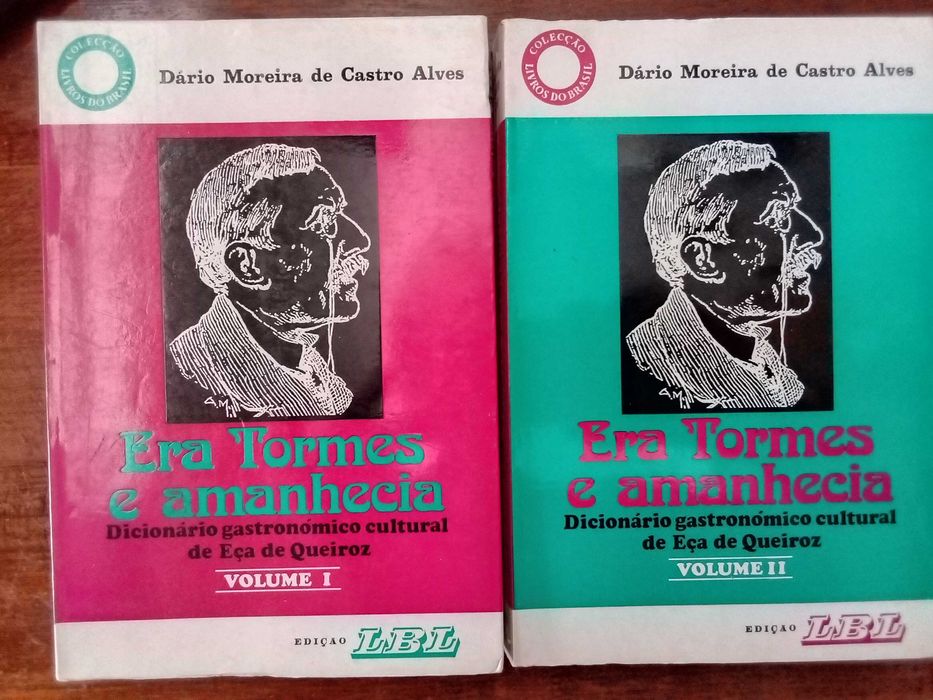 COLECÇÃO
LIVROS DO BRASIL
Dário Moreira de Castro Alves
Era Tormes
e amanhecia
Dicionário gastronómico cultural
de Eça de Queiroz
VOLUME I
EDIÇAO LBL
COLECÇÃO
LIVROS DO BRASIL
Dário Moreira de Castro Alves
Era Tormes
e amanhecia
Dicionário gastronómico cultural
de Eça de Queiroz
VOLUME II
EDIÇAO LBL